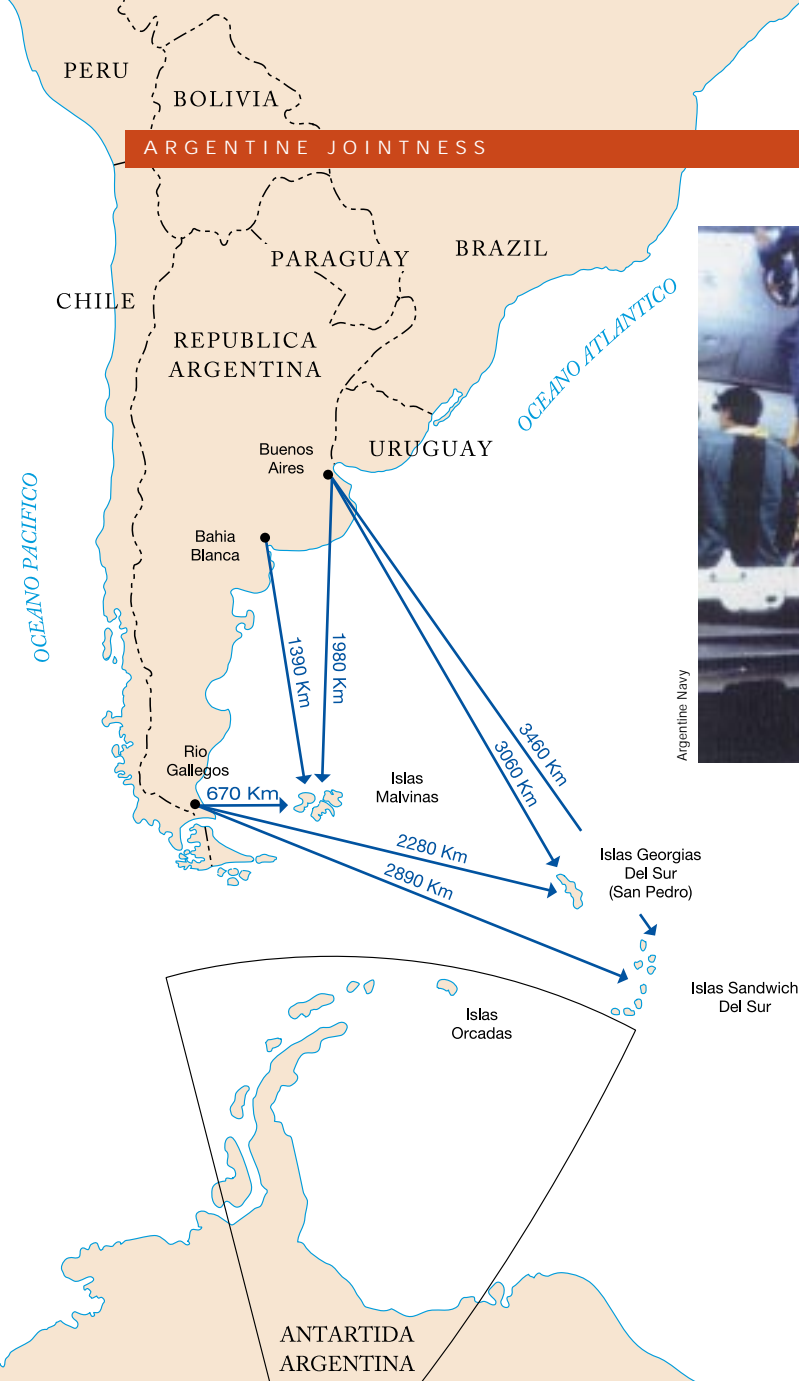 PERU
BOLIVIA
ARGENTINE JOINTNESS
PARAGUAY
BRAZIL
CHILE
REPUBLICA
ARGENTINA
OCEANO ATLANTICO
Buenos
Aires
URUGUAY
OCEANO PACIFICO
Bahia
Blanca
1390 Km
1980 Km
Argentine Navy
3460 Km
3060 Km
Rio
Gallegos
670 Km
Islas
Malvinas
2280 Km
2890 Km
Islas Georgias
Del Sur
(San Pedro)
Islas Sandwich
Del Sur
Islas
Orcadas
ANTARTIDA
ARGENTINA